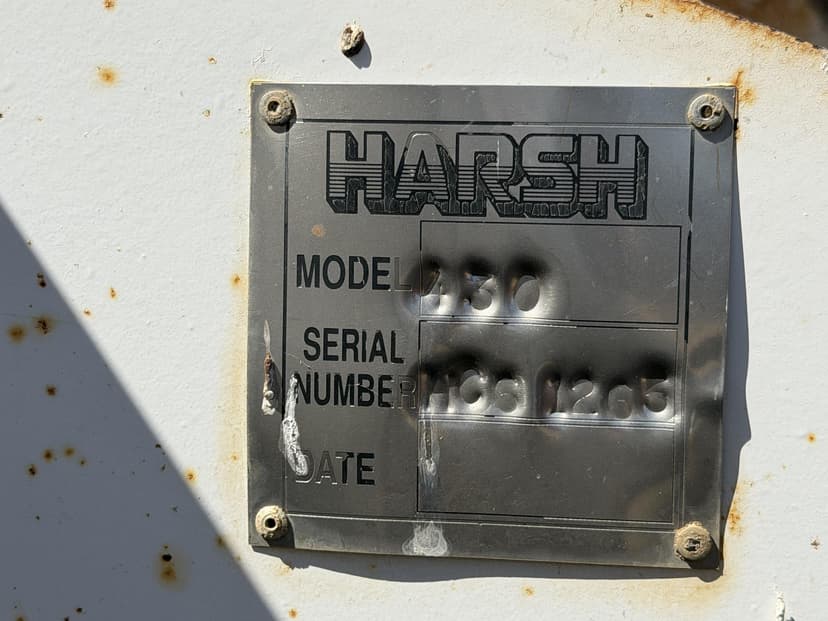 HARSH
MODEL 430
SERIAL
NUMBER
DATE